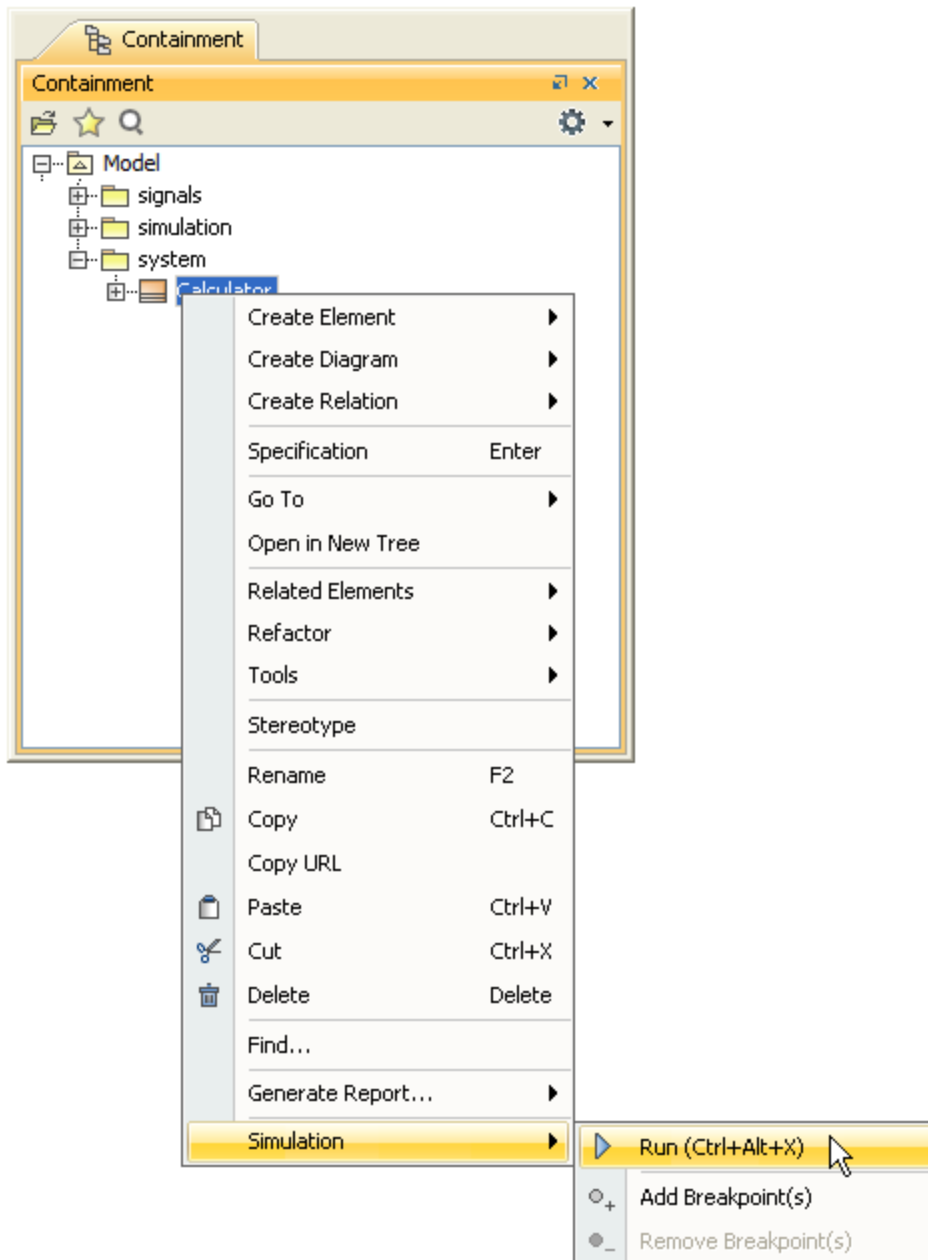 Containment
Containment
Model
signals
simulation
system
Calculator
Create Element
Create Diagram
Create Relation
Specification Enter
Go To
Open in New Tree
Related Elements
Refactor
Tools
Stereotype
Rename F2
Copy Ctrl+C
Copy URL
Paste Ctrl+V
Cut Ctrl+X
Delete Delete
Find...
Generate Report...
Simulation Run (Ctrl+Alt+X)
Add Breakpoint(s)
Remove Breakpoint(s)